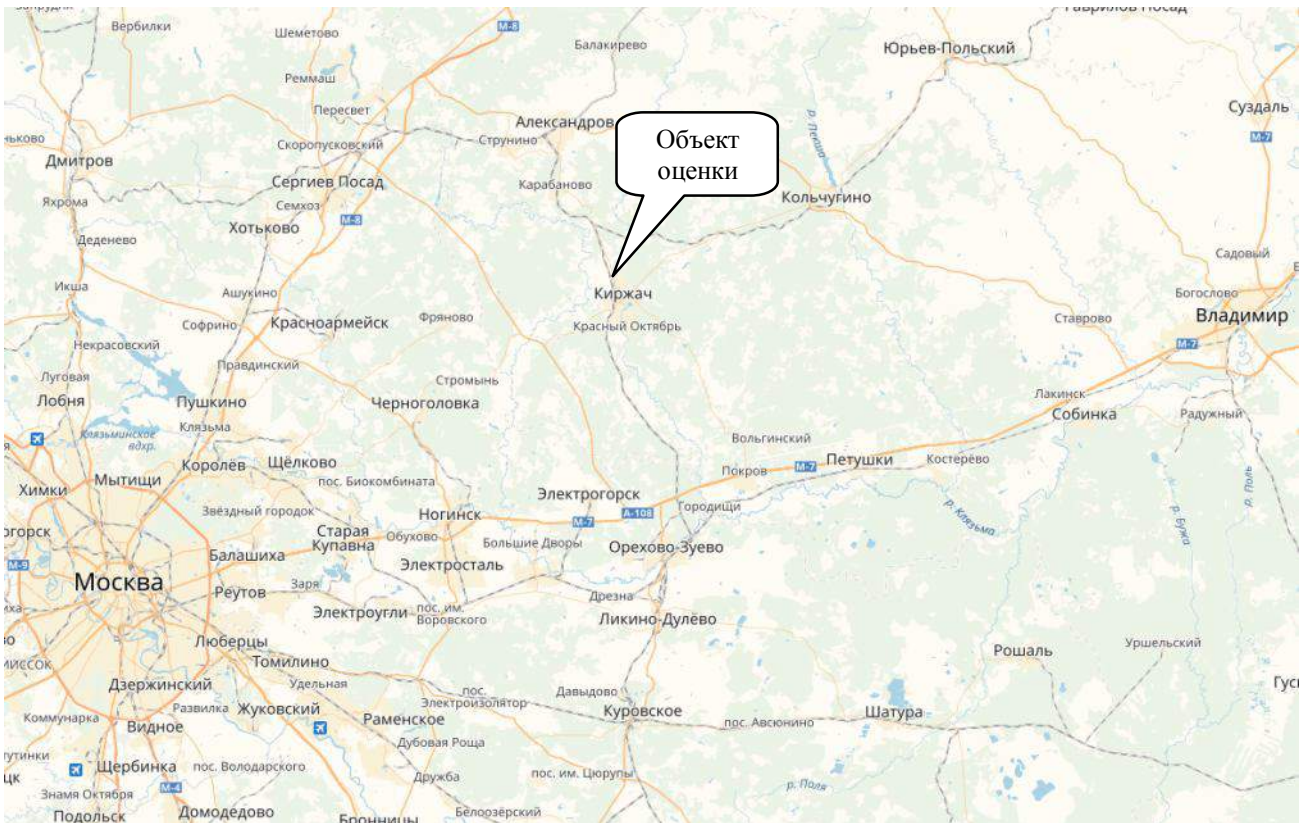 Вербилки
Шеметово
М-8
Балакирево
Гаврилов Посад
Юрьев-Польский
Реммаш
Пересвет
Суздаль
М-7
Александров
Объект
оценки
р. Пекша
Струнино
Скоропусковский
Дмитров
Сергиев Посад
Карабаново
Кольчугино
Яхрома
Семхоз
М-8
Хотьково
Деденево
Садовый
Икша
Ашукино
Киржач
Богослово
Владимир
Софрино
Красноармейск
Фряново
Красный Октябрь
Ставрово
Некрасовский
М-7
Правдинский
Луговая
Стромынь
Лобня
Пушкино
Черноголовка
Лакинск
Собинка
Радужный
Клязьма
Клязьминское
вдхр.
Вольгинский
Королёв
Щёлково
Покров
М-7
Петушки
Костерёво
Мытищи
пос. Биокомбината
Химки
Электрогорск
р. Клязьма
р. Поль
р. Бужа
Звёздный городок
Ногинск
М-7
А-108
Городищи
Старая
Купавна
Обухово
Большие Дворы
Орехово-Зуево
Балашиха
Электросталь
М-9
Москва
Реутов
Заря
Дрезна
Электроугли
пос. им.
Воровского
Ликино-Дулёво
Люберцы
Рошаль
Уршельский
Томилино
Дзержинский
Удельная
пос.
Электроизолятор
Давыдово
Коммунарка
Развилка
Жуковский
Раменское
Куровское
пос. Авсюнино
Шатура
Видное
Дубовая Роща
Щербинка
пос. Володарского
Дружба
пос. им. Цюрупы
р. Поля
М-4
Знамя Октября
Подольск
Домодедово
Бронницы
Белоозёрский